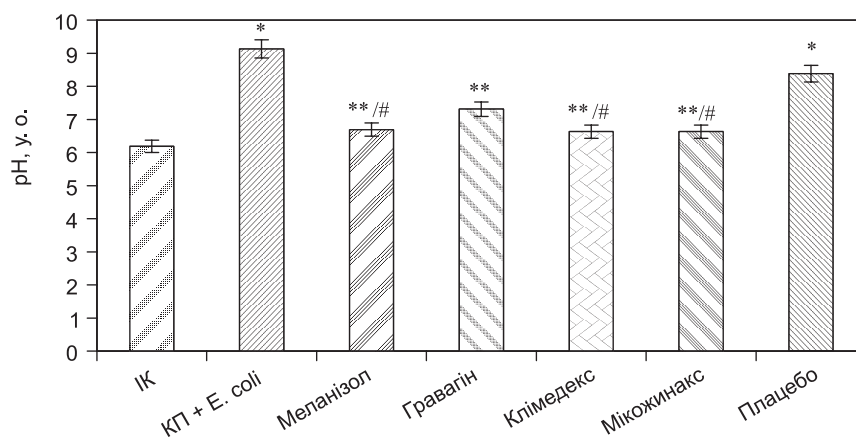 10
9
8
7
6
5
4
3
2
1
0
pH, у. о.
*
** /#
**
** /#
**/#
*
ІК
КП + E. coli
Меланізол
Гравагін
Клімедекс
Мікожинакс
Плацебо